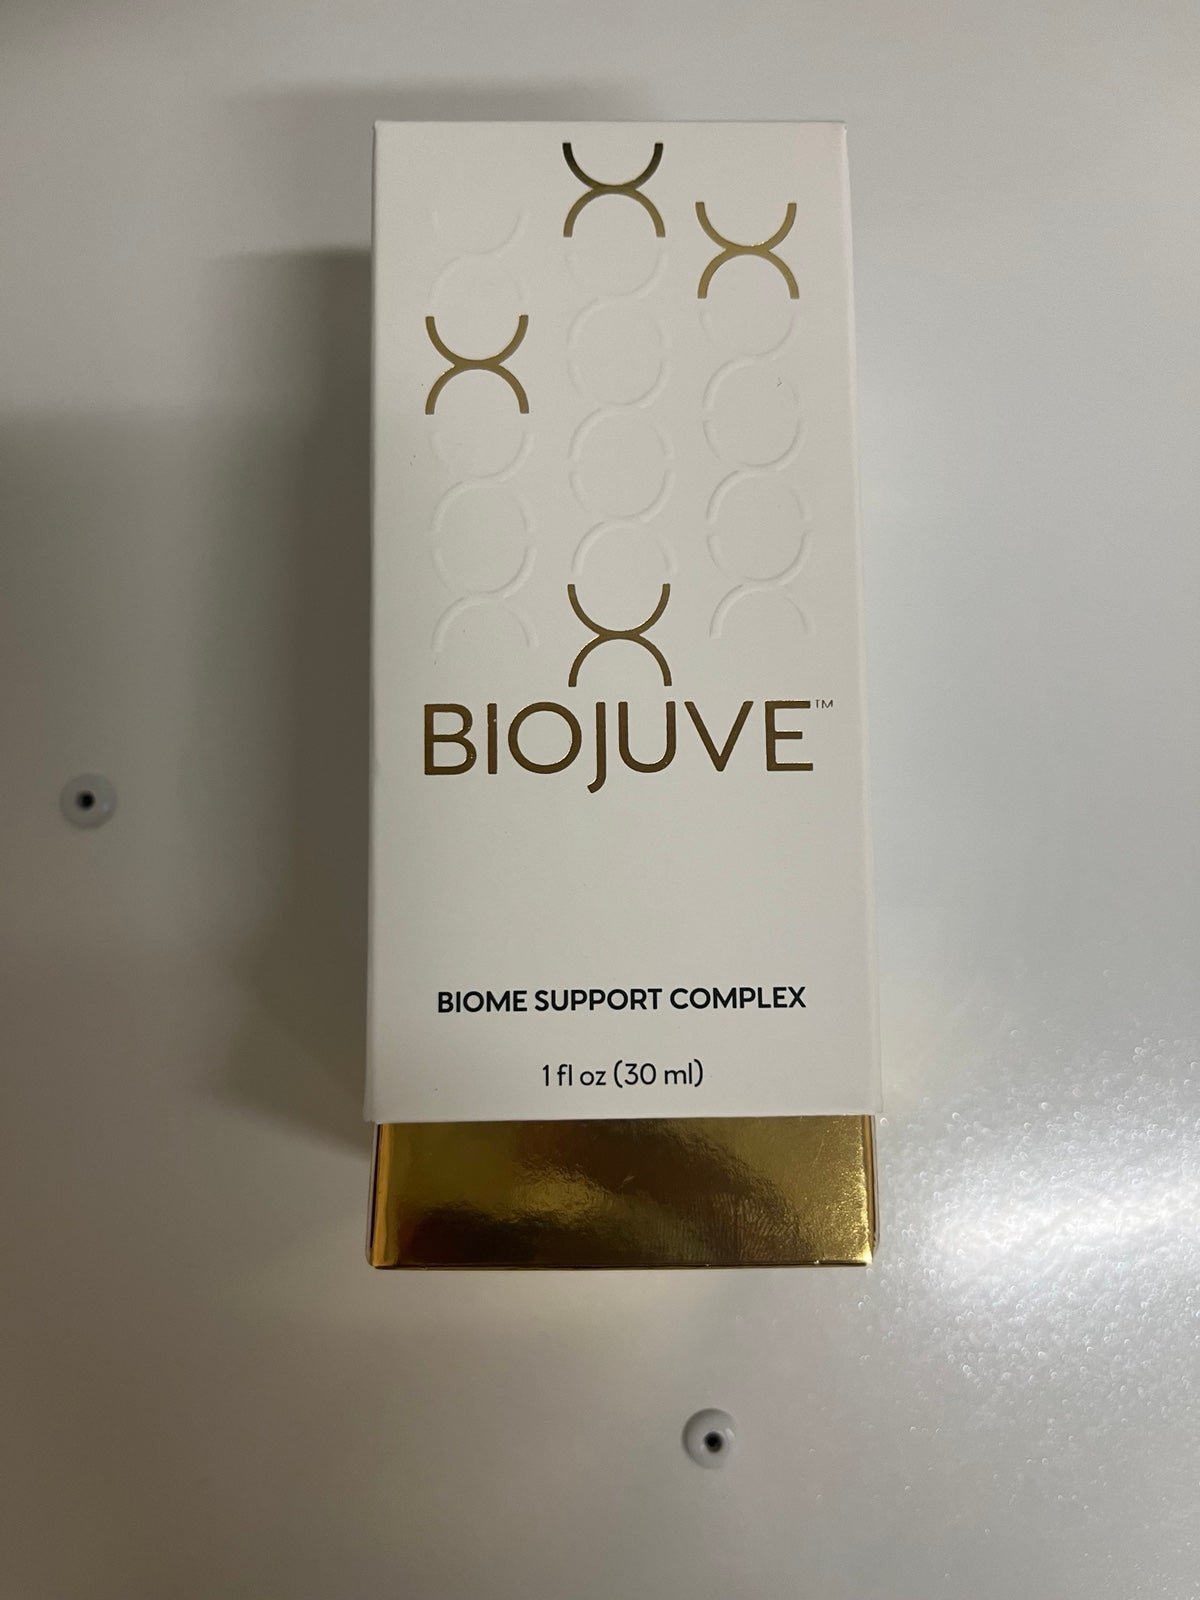 BIOJUVE™
BIOME SUPPORT COMPLEX
1 fl oz (30 ml)